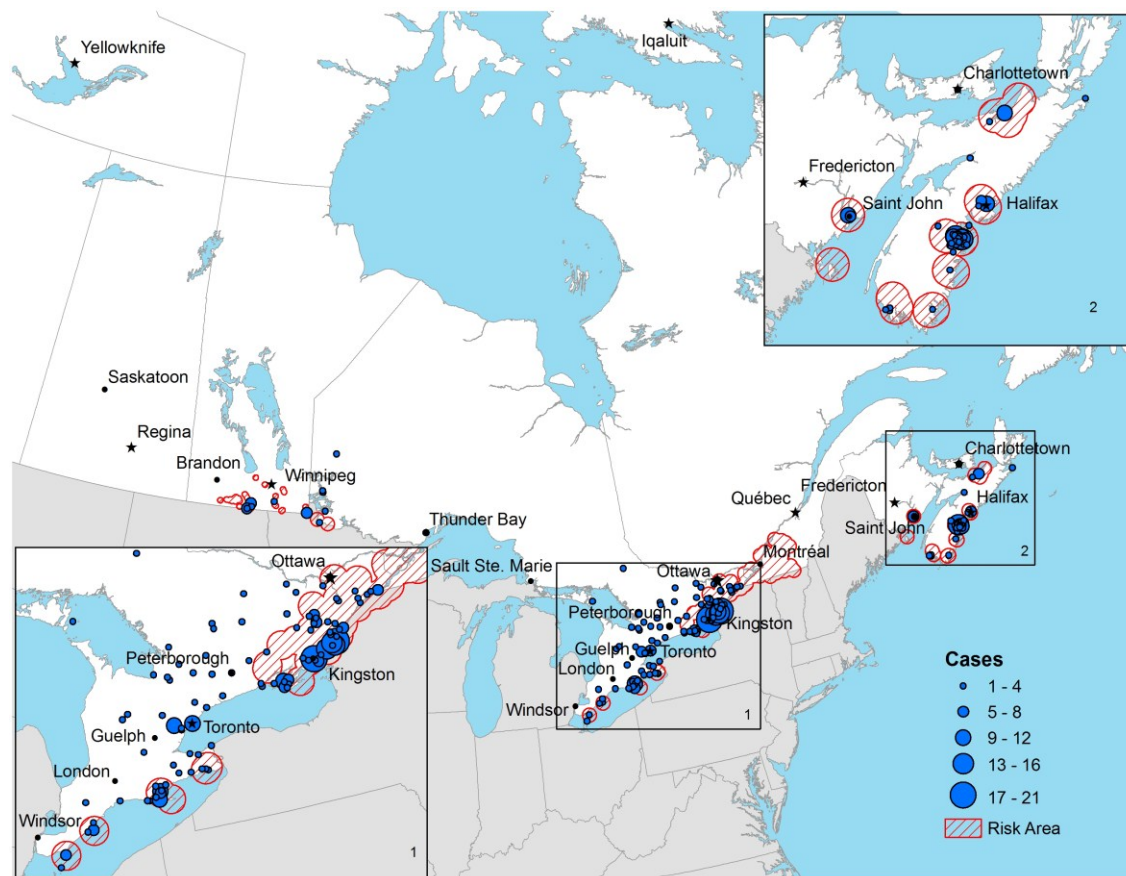 Yellowknife
Iqaluit
Charlottetown
Fredericton
Saint John
Halifax
2
Saskatoon
Regina
Brandon
Winnipeg
Thunder Bay
Sault Ste. Marie
Québec
Montréal
Fredericton
Charlottetown
Halifax
Saint John
2
Ottawa
Peterborough
Kingston
Guelph
Toronto
London
Windsor
1
Ottawa
Peterborough
Kingston
Guelph
Toronto
London
Windsor
1
Cases
1 - 4
5 - 8
9 - 12
13 - 16
17 - 21
Risk Area